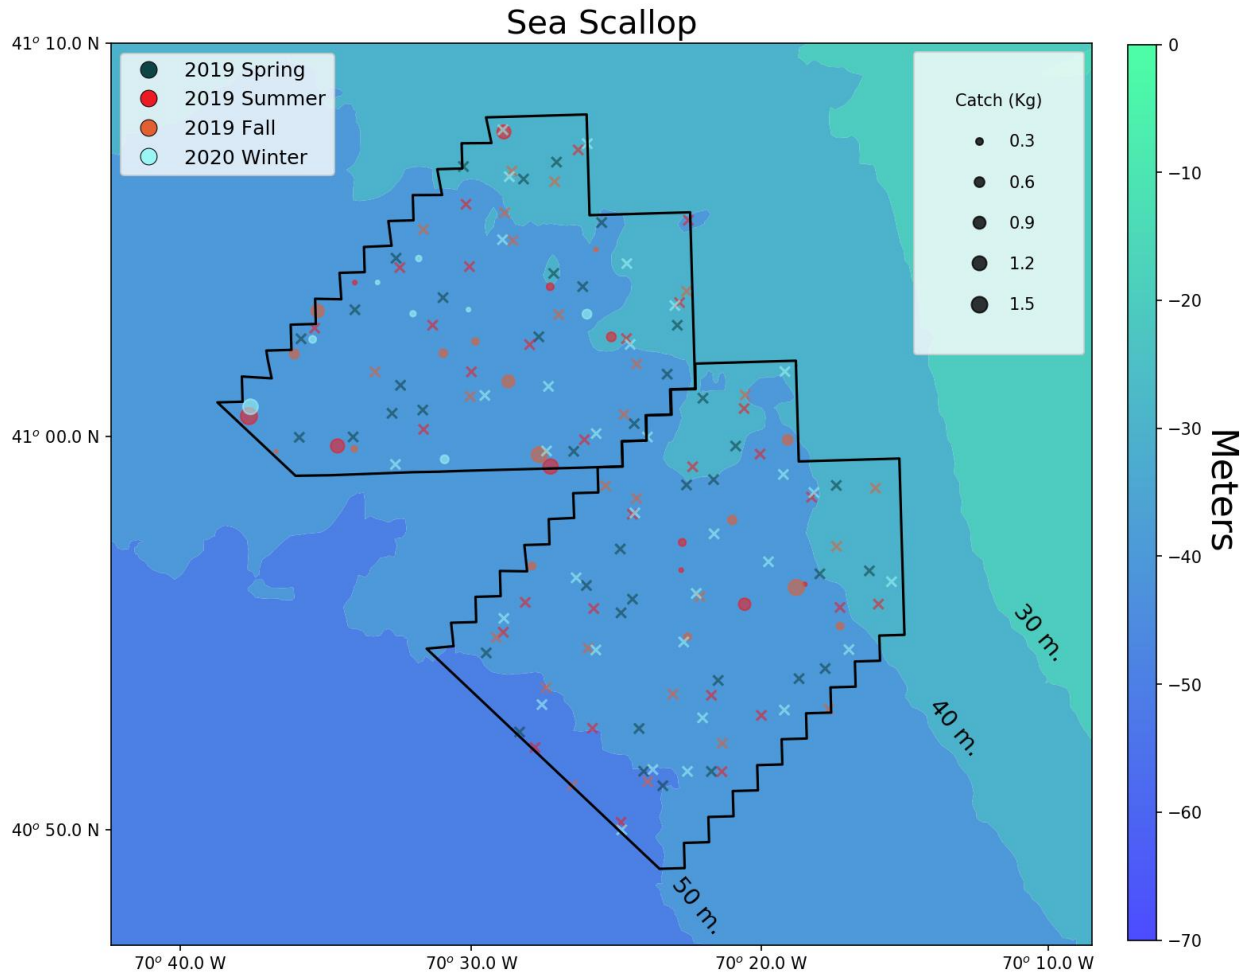 Sea Scallop
41° 10.0 N
41° 00.0 N
40° 50.0 N
2019 Spring
2019 Summer
2019 Fall
2020 Winter
Catch (Kg)
0.3
0.6
0.9
1.2
1.5
30 m.
40 m.
50 m.
70° 40.0 W
70° 30.0 W
70° 20.0 W
70° 10.0 W
0
−10
−20
−30
−40
−50
−60
−70
Meters